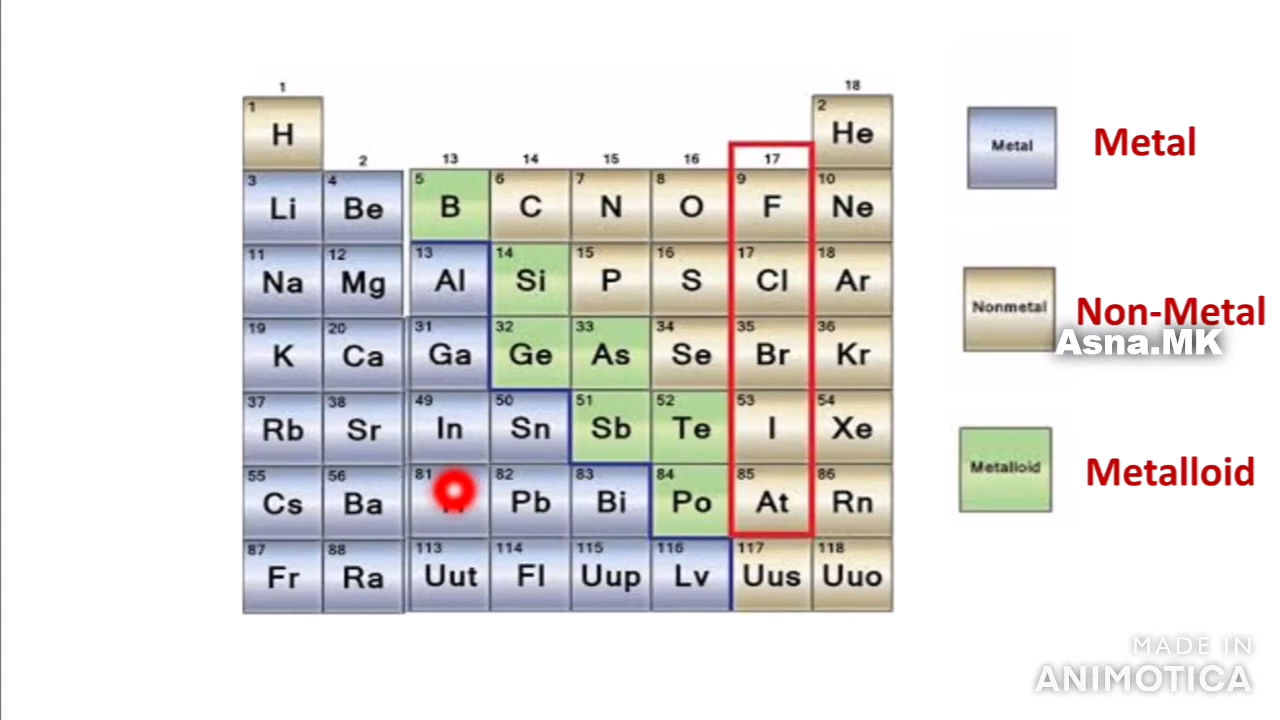 1 18
1 H 2 He
2 13 14 15 16 17
3 Li 4 Be 5 B 6 C 7 N 8 O 9 F 10 Ne
11 Na 12 Mg 13 Al 14 Si 15 P 16 S 17 Cl 18 Ar
19 K 20 Ca 31 Ga 32 Ge 33 As 34 Se 35 Br 36 Kr
37 Rb 38 Sr 49 In 50 Sn 51 Sb 52 Te 53 I 54 Xe
55 Cs 56 Ba 81 82 Pb 83 Bi 84 Po 85 At 86 Rn
87 Fr 88 Ra 113 Uut 114 Fl 115 Uup 116 Lv 117 Uus 118 Uuo
Metal Metal
Nonmetal Non-Metal
Asna.MK
Metalloid Metalloid
MADE IN
ANIMOTICA